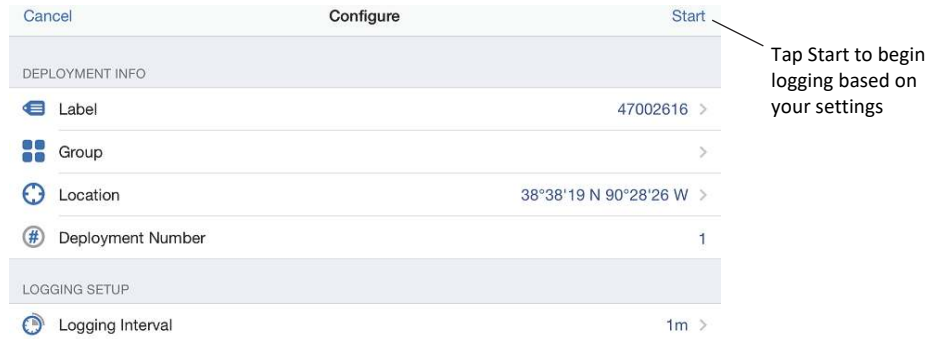 Cancel Configure Start
Tap Start to begin
logging based on
your settings
DEPLOYMENT INFO
Label 47002616 >
Group >
Location 38°38'19 N 90°28'26 W >
# Deployment Number 1
LOGGING SETUP
Logging Interval 1m >